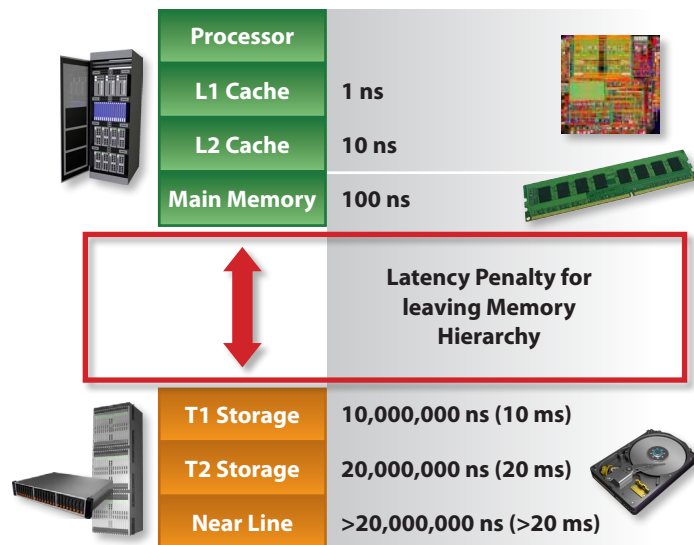 Processor
L1 Cache 1 ns
L2 Cache 10 ns
Main Memory 100 ns
Latency Penalty for
leaving Memory
Hierarchy
T1 Storage 10,000,000 ns (10 ms)
T2 Storage 20,000,000 ns (20 ms)
Near Line >20,000,000 ns (>20 ms)